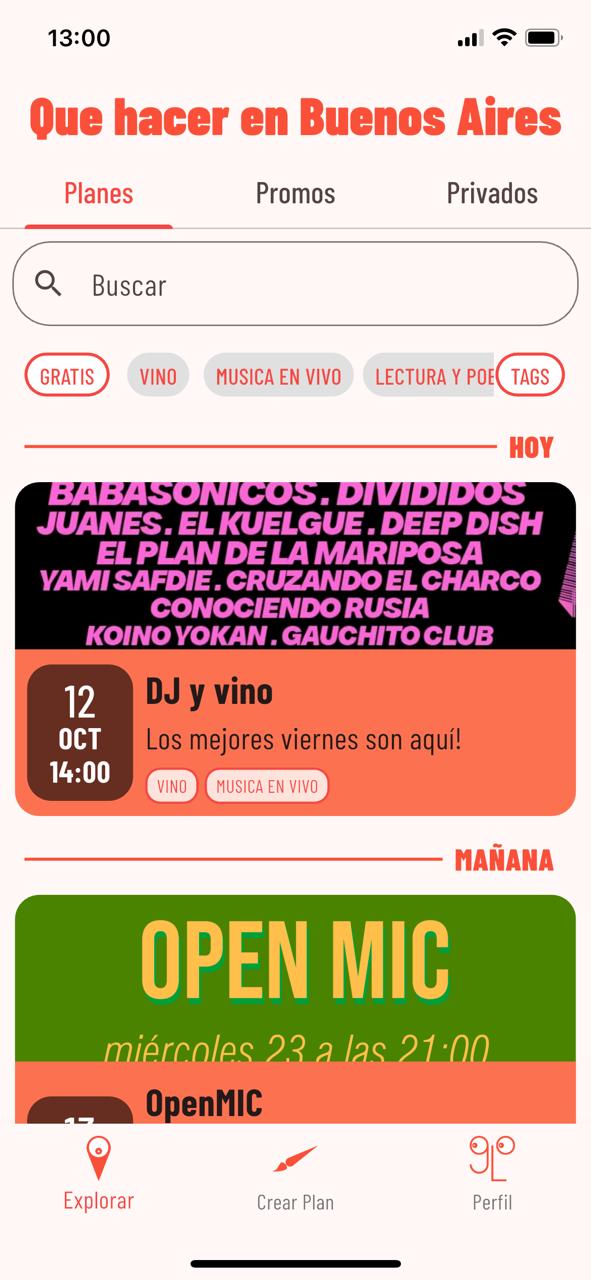 13:00
Que hacer en Buenos Aires
Planes Promos Privados
Buscar
GRATIS VINO MUSICA EN VIVO LECTURA Y POE TAGS
HOY
BABASONICOS . DIVIDIDOS
JUANES . EL KUELGUE . DEEP DISH
EL PLAN DE LA MARIPOSA
YAMI SAFDIE . CRUZANDO EL CHARCO
CONOCIENDO RUSIA
KOINO YOKAN . GAUCHITO CLUB
12
OCT
14:00
DJ y vino
Los mejores viernes son aquí!
VINO MUSICA EN VIVO
MAÑANA
OPEN MIC
miércoles 23 a las 21:00
OpenMIC
Explorar Crear Plan Perfil